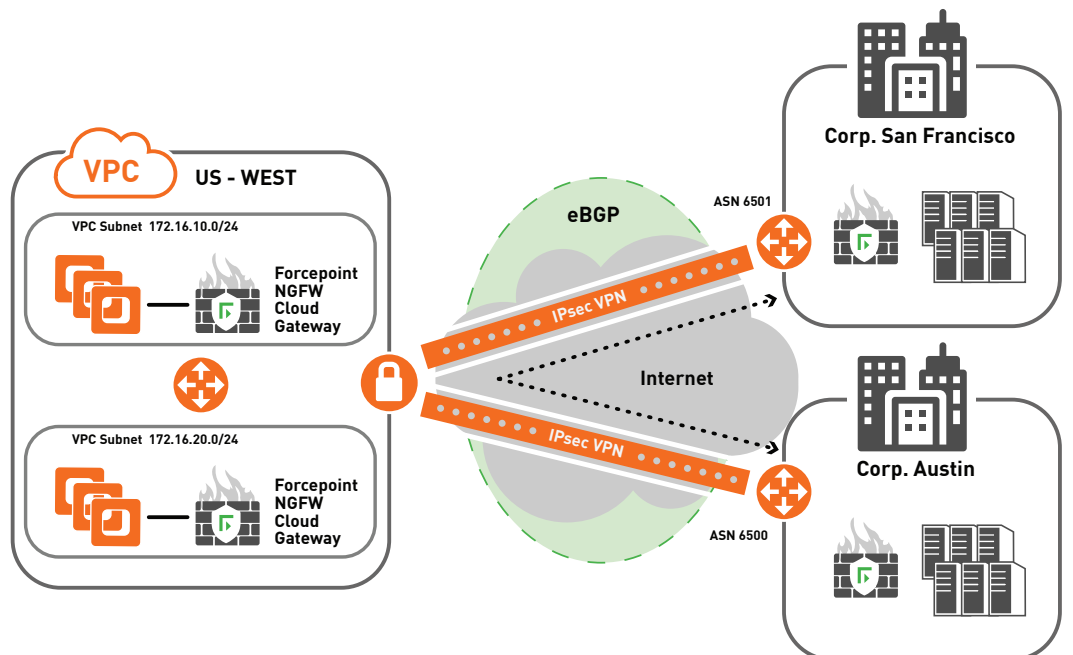 VPC
US - WEST
VPC Subnet 172.16.10.0/24
Forcepoint
NGFW
Cloud
Gateway
VPC Subnet 172.16.20.0/24
Forcepoint
NGFW
Cloud
Gateway
eBGP
IPsec VPN
Internet
IPsec VPN
ASN 6501
Corp. San Francisco
ASN 6500
Corp. Austin